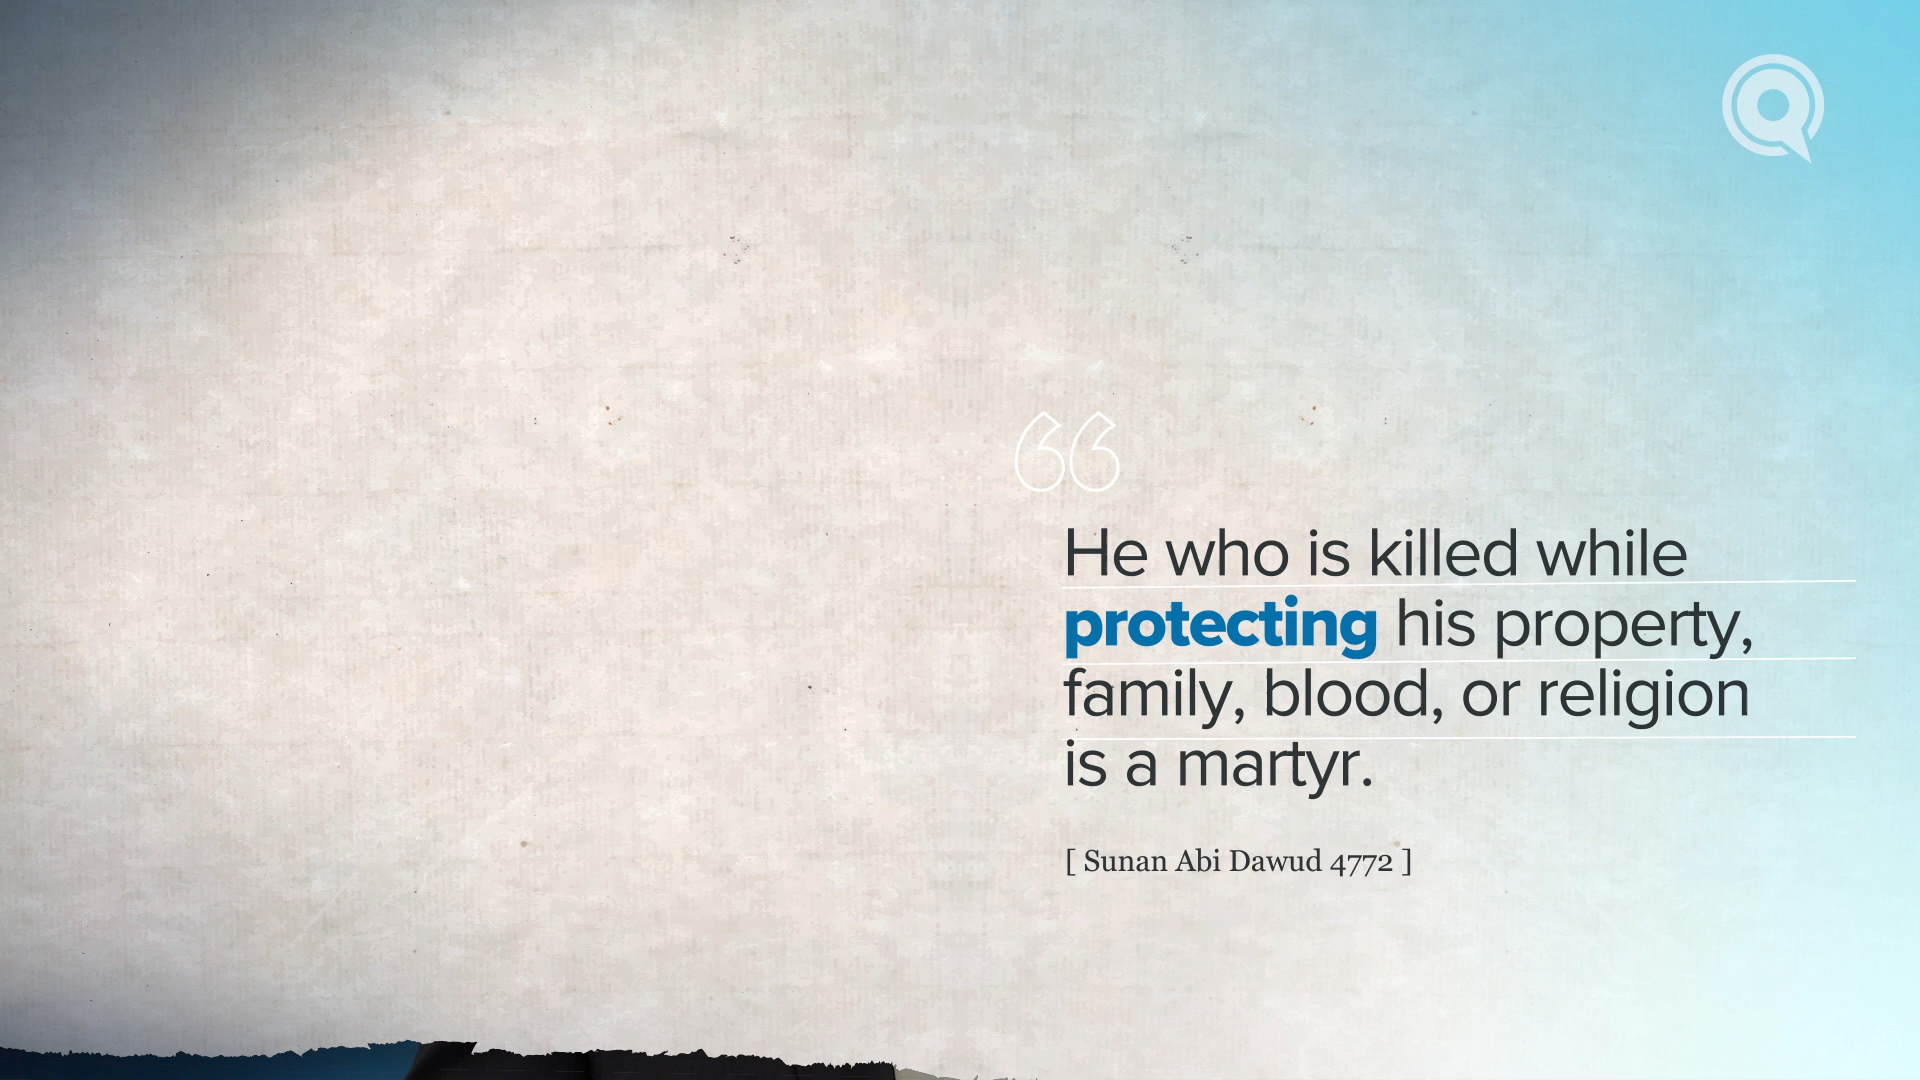 He who is killed while
protecting his property,
family, blood, or religion
is a martyr.
[ Sunan Abi Dawud 4772 ]